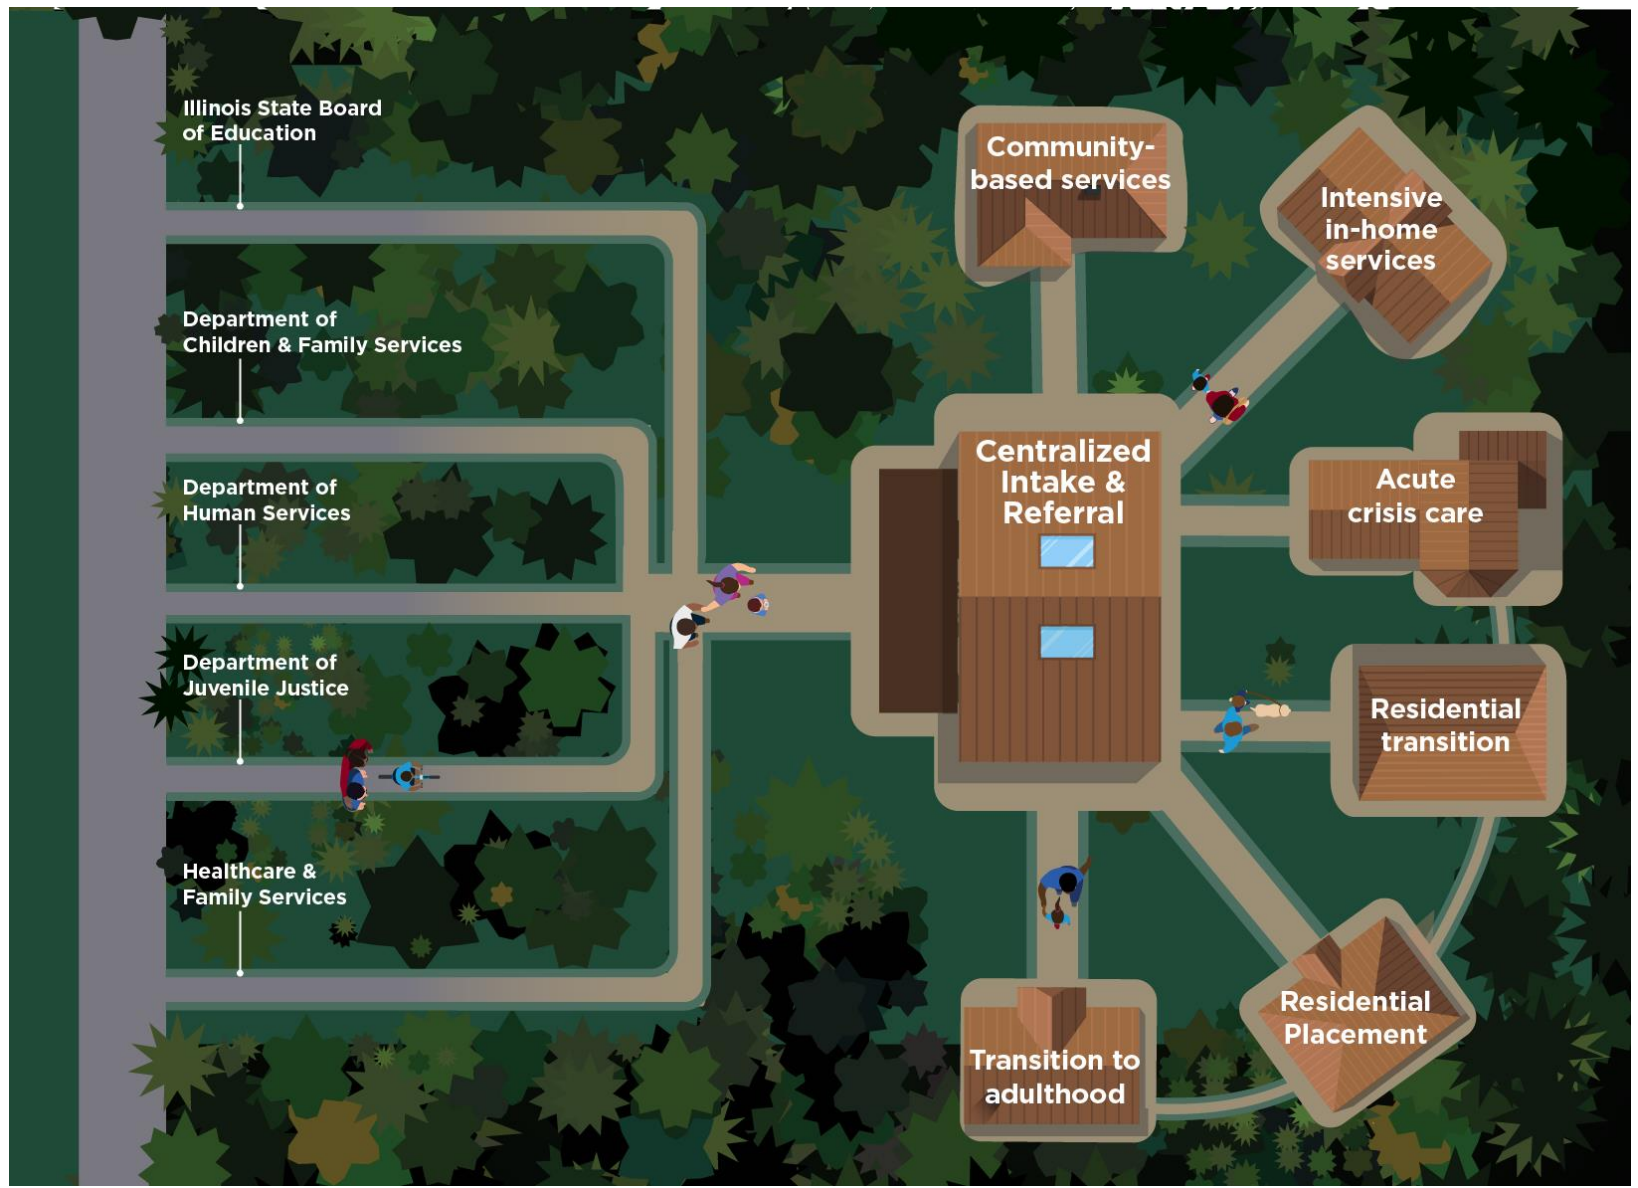 Illinois State Board
of Education
Department of
Children & Family Services
Department of
Human Services
Department of
Juvenile Justice
Healthcare &
Family Services
Community-
based services
Intensive
in-home
services
Centralized
Intake &
Referral
Acute
crisis care
Residential
transition
Residential
Placement
Transition to
adulthood